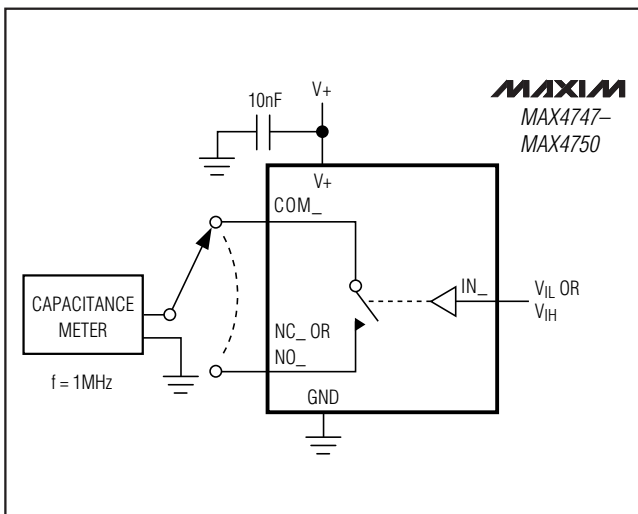 10nF
V+
MAXIM
MAX4747–
MAX4750
V+
COM_
IN_
VIL OR
VIH
CAPACITANCE
METER
NC_ OR
NO_
f = 1MHz
GND